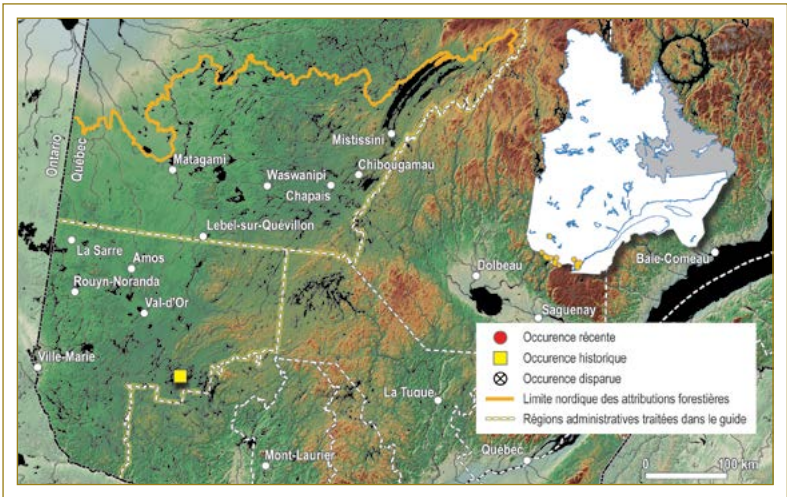 Ontario
Québec
Mistissini
Matagami
Waswanipi
Chibougamau
Chapais
Lebel-sur-Quévillon
La Sarre
Amos
Rouyn-Noranda
Val-d'Or
Dolbeau
Baie-Comeau
Saguenay
Ville-Marie
La Tuque
Mont-Laurier
Québec
Occurence récente
Occurence historique
Occurence disparue
Limite nordique des attributions forestières
Régions administratives traitées dans le guide
0 100 km